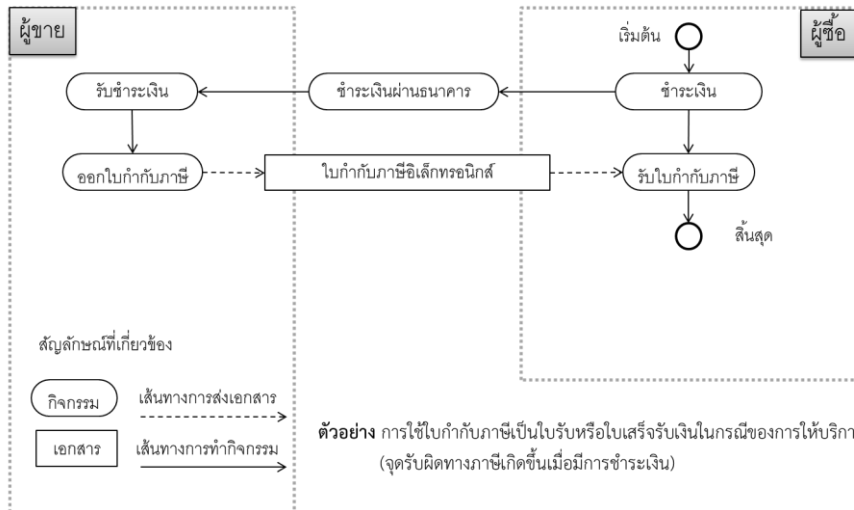 ผู้ขาย
ผู้ซื้อ
เริ่มต้น
รับชำระเงิน
ชำระเงินผ่านธนาคาร
ชำระเงิน
ออกใบกำกับภาษี
ใบกำกับภาษีอิเล็กทรอนิกส์
รับใบกำกับภาษี
สิ้นสุด
สัญลักษณ์ที่เกี่ยวข้อง
กิจกรรม
เส้นทางการส่งเอกสาร
เอกสาร
เส้นทางการทำกิจกรรม
ตัวอย่าง การใช้ใบกำกับภาษีเป็นใบรับหรือใบเสร็จรับเงินในกรณีของการให้บริกา
(จุดรับผิดทางภาษีเกิดขึ้นเมื่อมีการชำระเงิน)